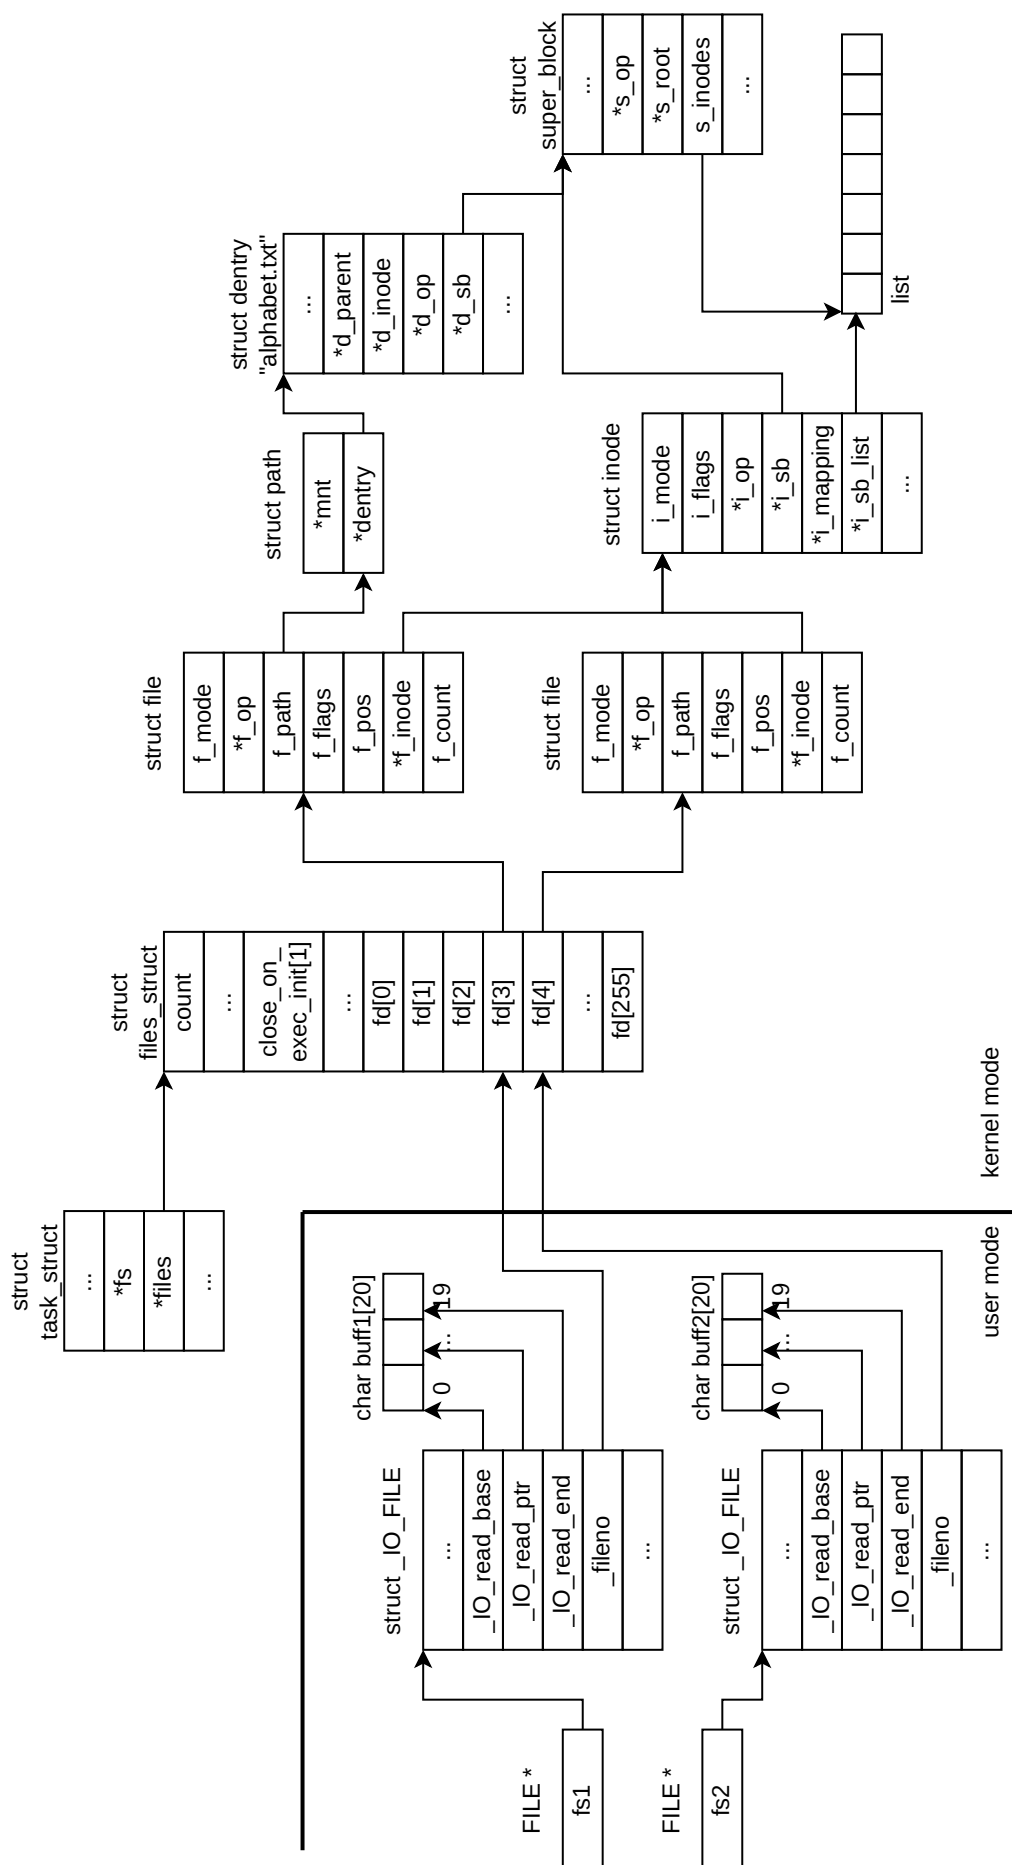 struct
task_struct
...
*fs
*files
...
struct
files_struct
count
...
close_on_
exec_init[1]
...
fd[0]
fd[1]
fd[2]
fd[3]
fd[4]
...
fd[255]
struct file
f_mode
*f_op
f_path
f_flags
f_pos
*f_inode
f_count
struct file
f_mode
*f_op
f_path
f_flags
f_pos
*f_inode
f_count
struct path
*mnt
*dentry
struct dentry
"alphabet.txt"
...
*d_parent
*d_inode
*d_op
*d_sb
...
struct inode
i_mode
i_flags
*i_op
*i_sb
*i_mapping
*i_sb_list
...
struct
super_block
...
*s_op
*s_root
s_inodes
...
list
FILE *
fs1
struct _IO_FILE
...
_IO_read_base
_IO_read_ptr
_IO_read_end
_fileno
...
char buff1[20]
0
...
19
FILE *
fs2
struct _IO_FILE
...
_IO_read_base
_IO_read_ptr
_IO_read_end
_fileno
...
char buff2[20]
0
...
19
user mode
kernel mode